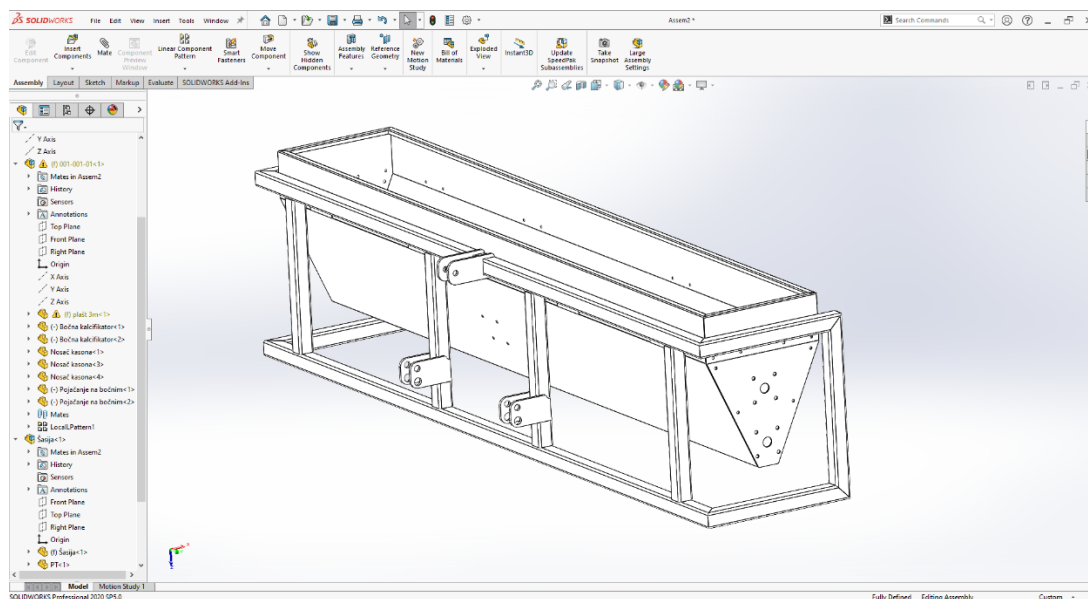 SOLIDWORKS File Edit View Insert Tools Window Assem2 * Search Commands
Edit Component
Insert Components
Mate
Component Preview Window
Linear Component Pattern
Smart Fasteners
Move Component
Show Hidden Components
Assembly Features
Reference Geometry
New Motion Study
Bill of Materials
Exploded View
Instant3D
Update SpeedPak Subassemblies
Take Snapshot
Large Assembly Settings
Assembly Layout Sketch Markup Evaluate SOLIDWORKS Add-Ins
Y Axis
Z Axis
(f) 001-001-01<1>
Mates in Assem2
History
Sensors
Annotations
Top Plane
Front Plane
Right Plane
Origin
X Axis
Y Axis
Z Axis
(f) plašt 3m<1>
(-) Bočna kalcifikator<1>
(-) Bočna kalcifikator<2>
Nosač kasona<1>
Nosač kasona<3>
Nosač kasona<4>
(-) Pojačanje na bočnim<1>
(-) Pojačanje na bočnim<2>
Mates
LocalLPattern1
Šasija<1>
Mates in Assem2
History
Sensors
Annotations
Front Plane
Top Plane
Right Plane
Origin
(f) Šasija<1>
PT<1>
Model Motion Study 1
SOLIDWORKS Professional 2020 SP5.0 Fully Defined Editing Assembly Custom